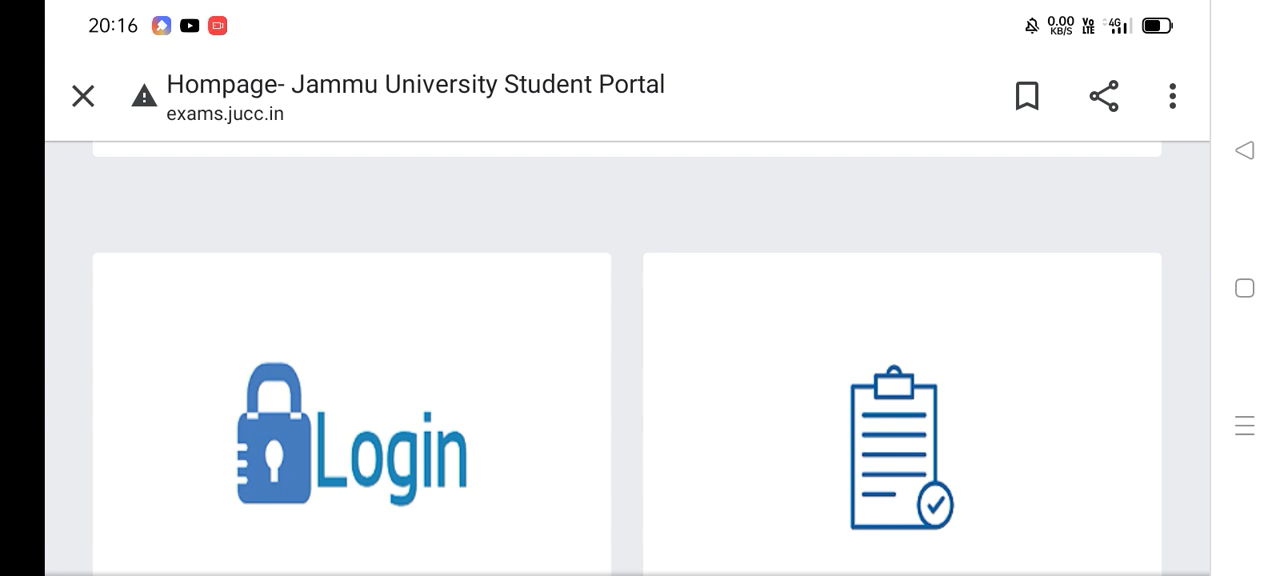 20:16
0.00
KB/S
Vo
LTE
4G
Hompage- Jammu University Student Portal
exams.jucc.in
Login